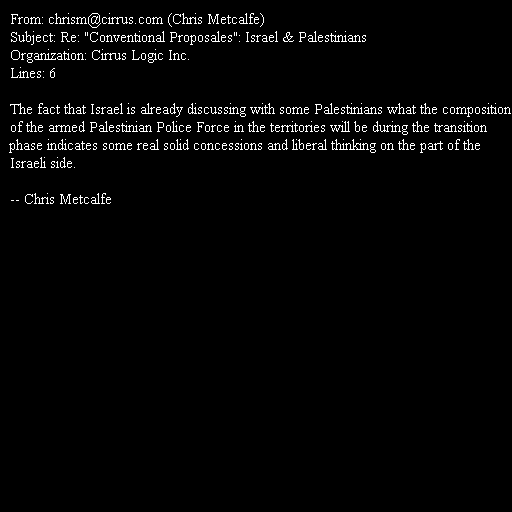 From: chrism@cirrus.com (Chris Metcalfe)
Subject: Re: "Conventional Proposales": Israel & Palestinians
Organization: Cirrus Logic Inc.
Lines: 6

The fact that Israel is already discussing with some Palestinians what the composition
of the armed Palestinian Police Force in the territories will be during the transition
phase indicates some real solid concessions and liberal thinking on the part of the
Israeli side.

-- Chris Metcalfe